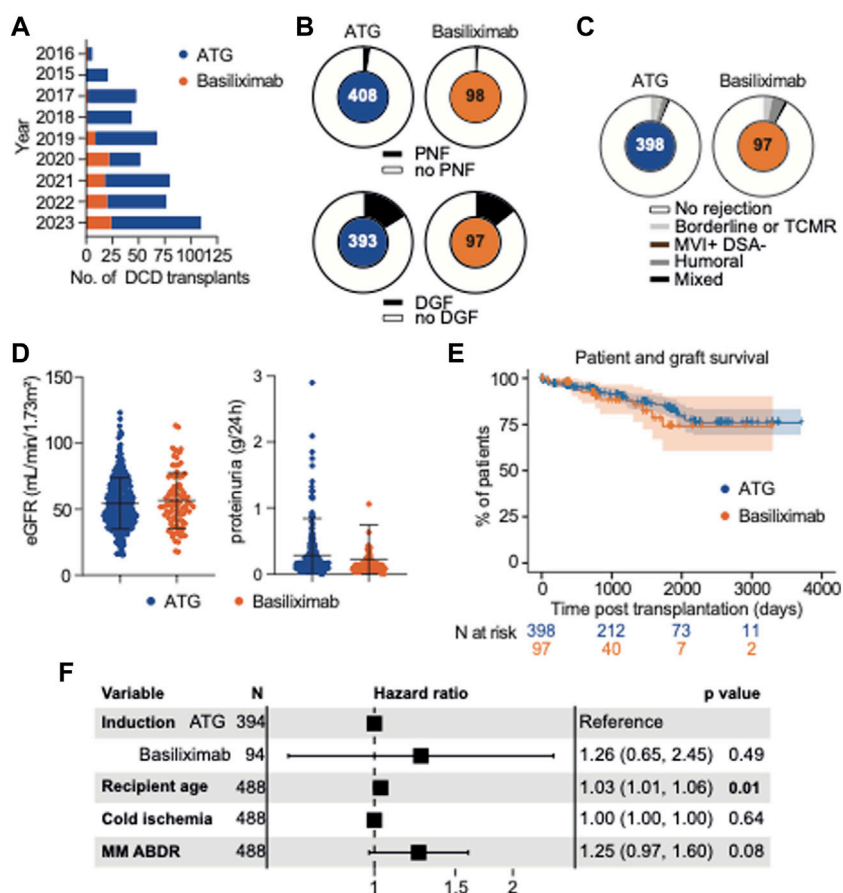 A
ATG
Basiliximab
Year
2016
2015
2017
2018
2019
2020
2021
2022
2023
0 25 50 75 100 125
No. of DCD transplants
B
ATG Basiliximab
408 98
PNF
no PNF
393 97
DGF
no DGF
C
ATG Basiliximab
398 97
No rejection
Borderline or TCMR
MVI+ DSA-
Humoral
Mixed
D
eGFR (mL/min/1.73m²)
150
100
50
0
proteinuria (g/24h)
3
2
1
0
ATG Basiliximab
E
Patient and graft survival
% of patients
100
75
50
25
0
ATG
Basiliximab
0 1000 2000 3000 4000
Time post transplantation (days)
N at risk 398 212 73 11
97 40 7 2
F
Variable N Hazard ratio p value
Induction ATG 394 Reference
Basiliximab 94 1.26 (0.65, 2.45) 0.49
Recipient age 488 1.03 (1.01, 1.06) 0.01
Cold ischemia 488 1.00 (1.00, 1.00) 0.64
MM ABDR 488 1.25 (0.97, 1.60) 0.08
1 1.5 2